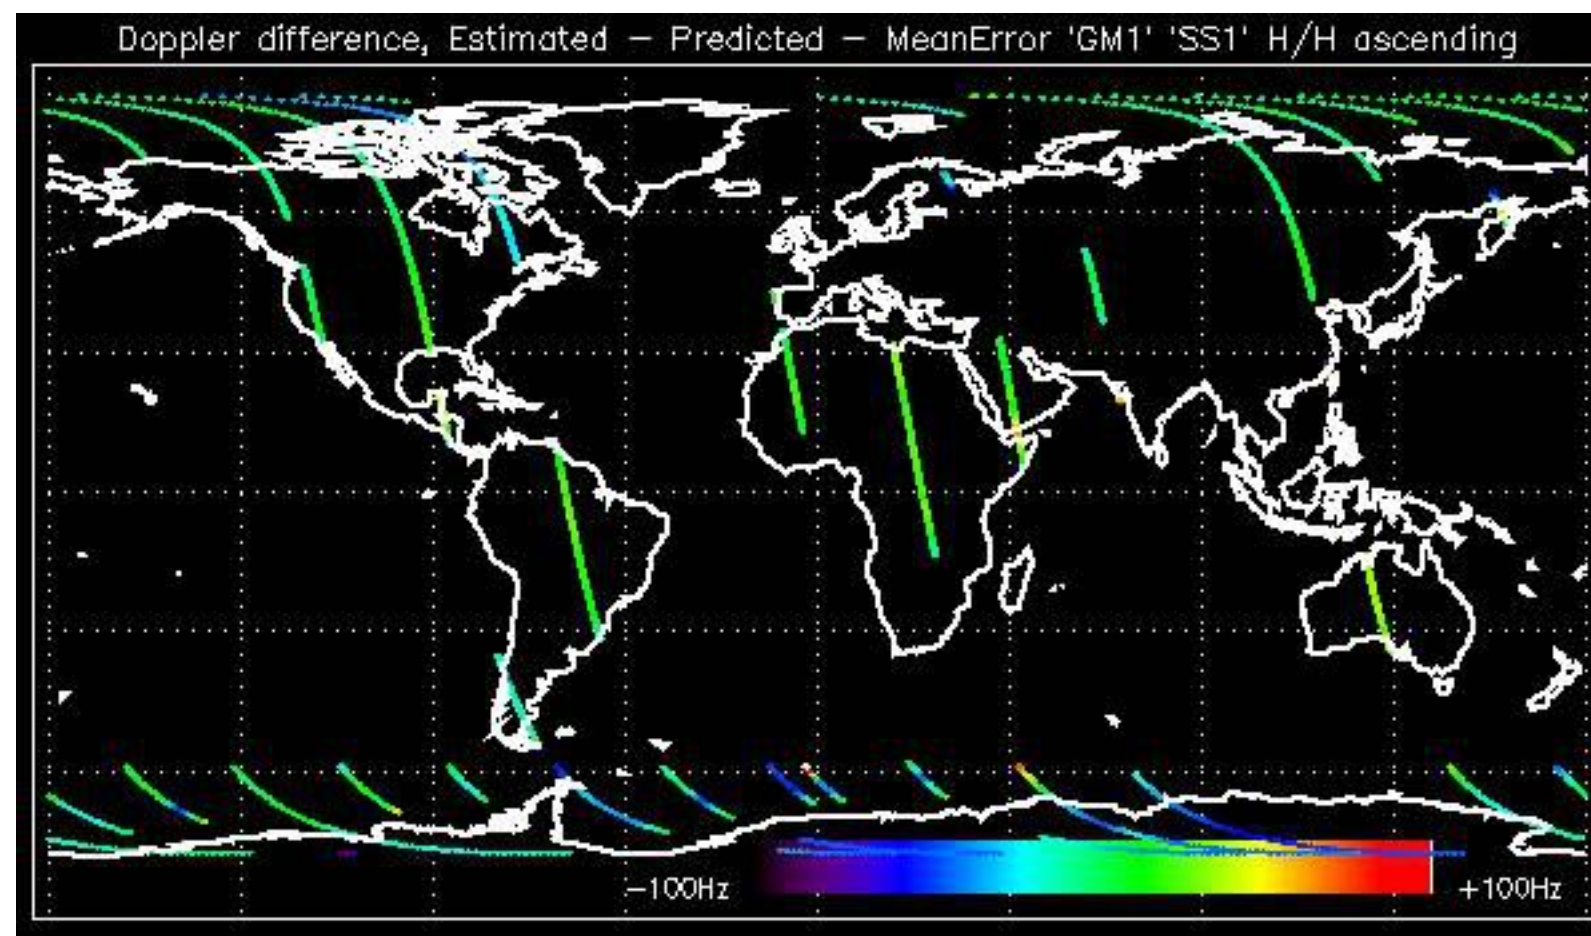 Doppler difference, Estimated − Predicted − MeanError 'GM1' 'SS1' H/H ascending
−100Hz
+100Hz